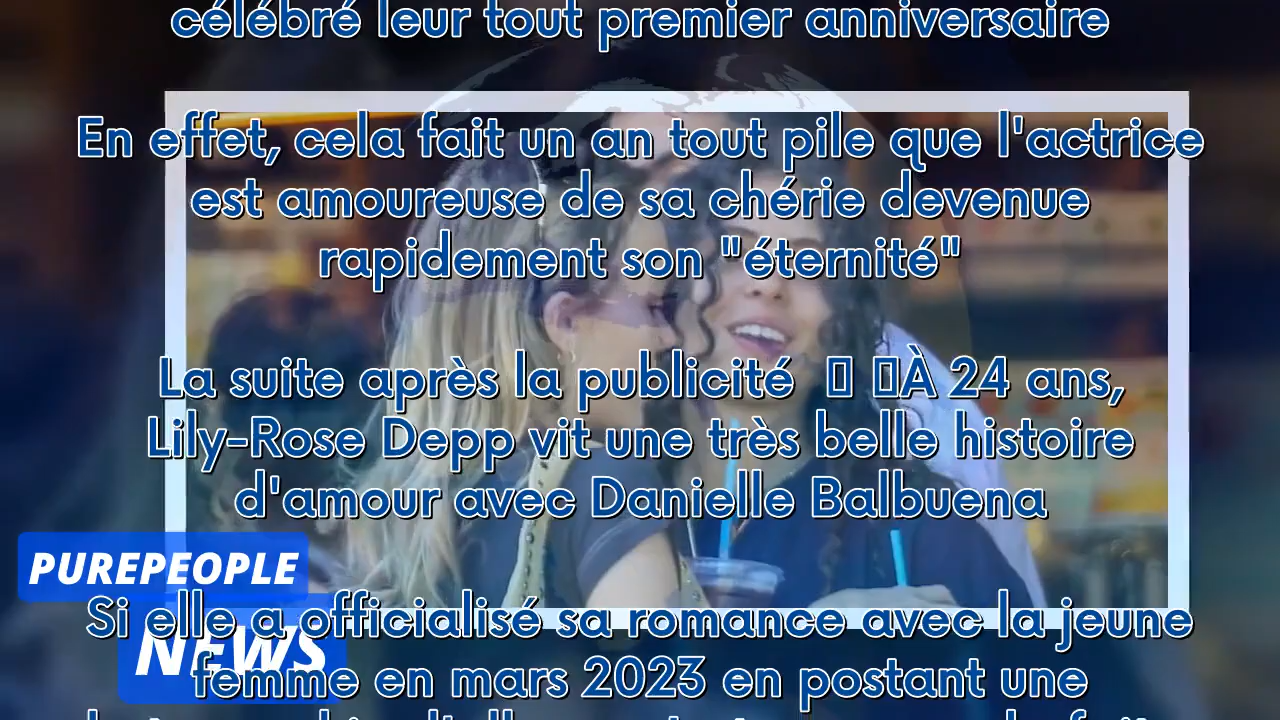 célébré leur tout premier anniversaire
En effet, cela fait un an tout pile que l'actrice
est amoureuse de sa chérie devenue
rapidement son "éternité"
La suite après la publicité À 24 ans,
Lily-Rose Depp vit une très belle histoire
d'amour avec Danielle Balbuena
PUREPEOPLE
Si elle a officialisé sa romance avec la jeune
NEWS
femme en mars 2023 en postant une